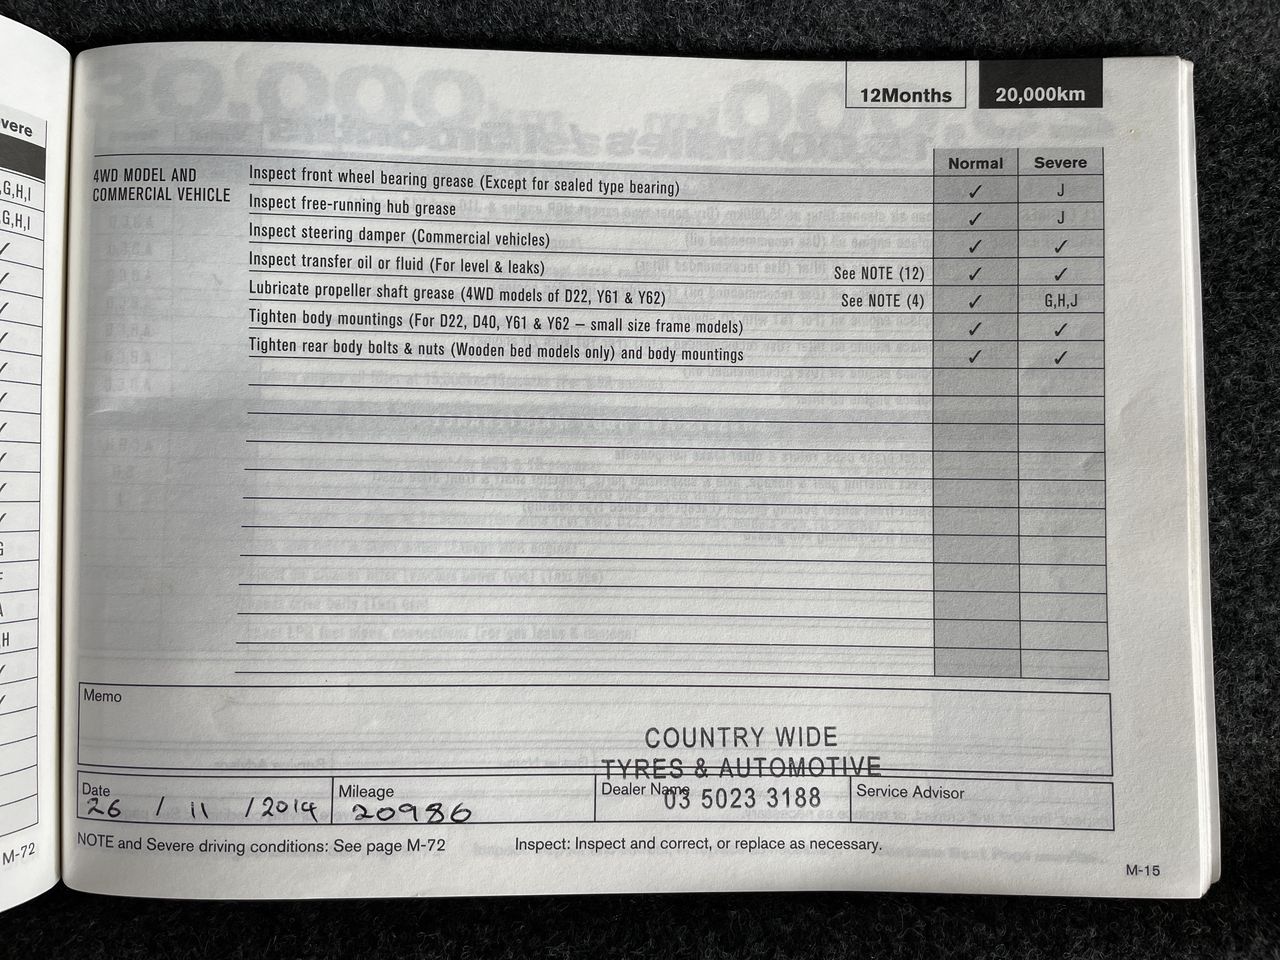 12Months 20,000km
Normal Severe
4WD MODEL AND
COMMERCIAL VEHICLE
Inspect front wheel bearing grease (Except for sealed type bearing) ✓ J
Inspect free-running hub grease ✓ J
Inspect steering damper (Commercial vehicles) ✓ ✓
Inspect transfer oil or fluid (For level & leaks) See NOTE (12) ✓ ✓
Lubricate propeller shaft grease (4WD models of D22, Y61 & Y62) See NOTE (4) ✓ G,H,J
Tighten body mountings (For D22, D40, Y61 & Y62 – small size frame models) ✓ ✓
Tighten rear body bolts & nuts (Wooden bed models only) and body mountings ✓ ✓
Memo
COUNTRY WIDE
TYRES & AUTOMOTIVE
03 5023 3188
Date
26 / 11 / 2014
Mileage
20986
Dealer Name
Service Advisor
NOTE and Severe driving conditions: See page M-72
Inspect: Inspect and correct, or replace as necessary.
M-15
vere
,G,H,I
,G,H,I
✓
✓
✓
✓
✓
✓
✓
✓
✓
✓
G
F
A
,H
✓
✓
M-72